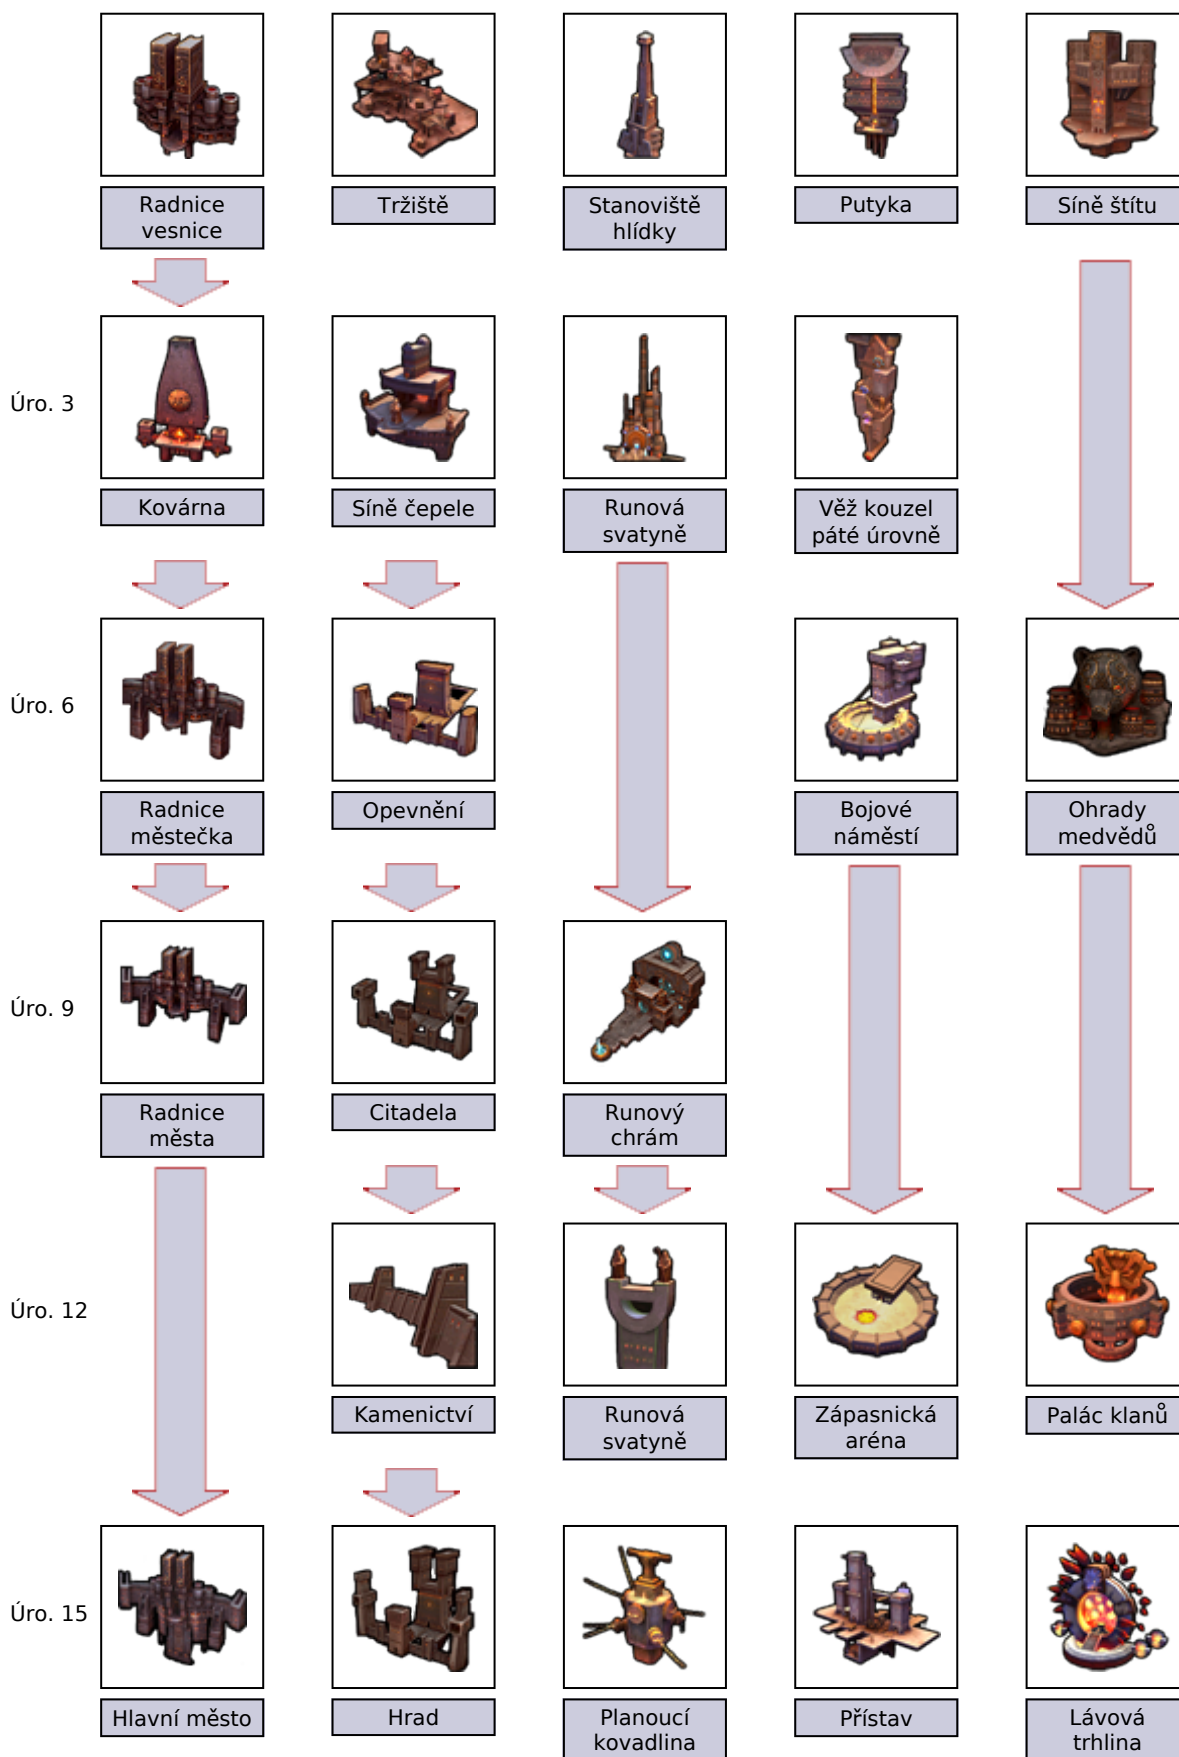 Radnice
vesnice
Tržiště
Stanoviště
hlídky
Putyka
Síně štítu
Úro. 3
Kovárna
Síně čepele
Runová
svatyně
Věž kouzel
páté úrovně
Úro. 6
Radnice
městečka
Opevnění
Bojové
náměstí
Ohrady
medvědů
Úro. 9
Radnice
města
Citadela
Runový
chrám
Úro. 12
Kamenictví
Runová
svatyně
Zápasnická
aréna
Palác klanů
Úro. 15
Hlavní město
Hrad
Planoucí
kovadlina
Přístav
Lávová
trhlina